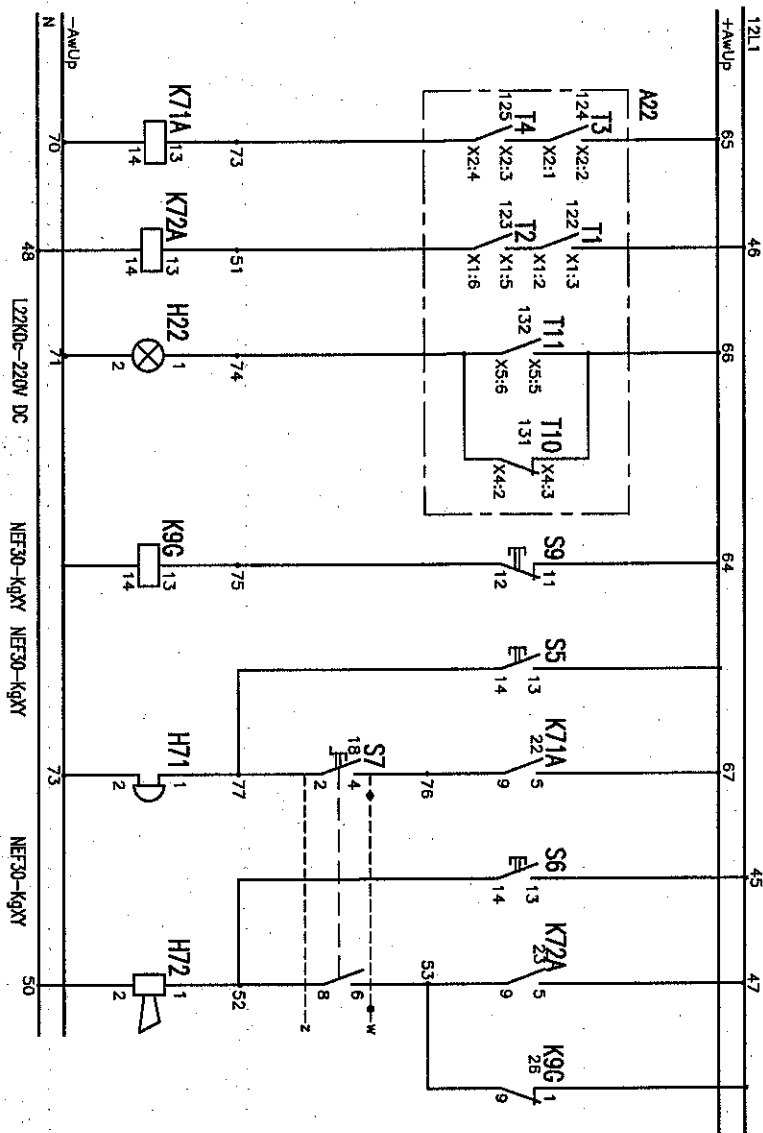 12L1 46 45 47
+AwUp 65 66 64 67
A22
T3 T1
124 X2:2 122 X1:3
X2:1 X1:2
T4 T2 T11 T10 S9 S5 K71A S6 K72A K9G
125 X2:3 123 X1:5 132 X5:5 131 X4:3 11 13 22 5 13 23 5 26 1
X2:4 X1:6 X5:6 X4:2 12 14 9 14 9 9
76 53
S7 w
18 4 6
2 8
z
73 51 74 75 77 52
K71A K72A H22 K9G H71 H72
13 13 1 13 1 1
14 14 2 14 2 2
-AwUp 70 71 73
N 48 50
L22KDc-220V DC NEF30-KgXY NEF30-KgXY NEF30-KgXY